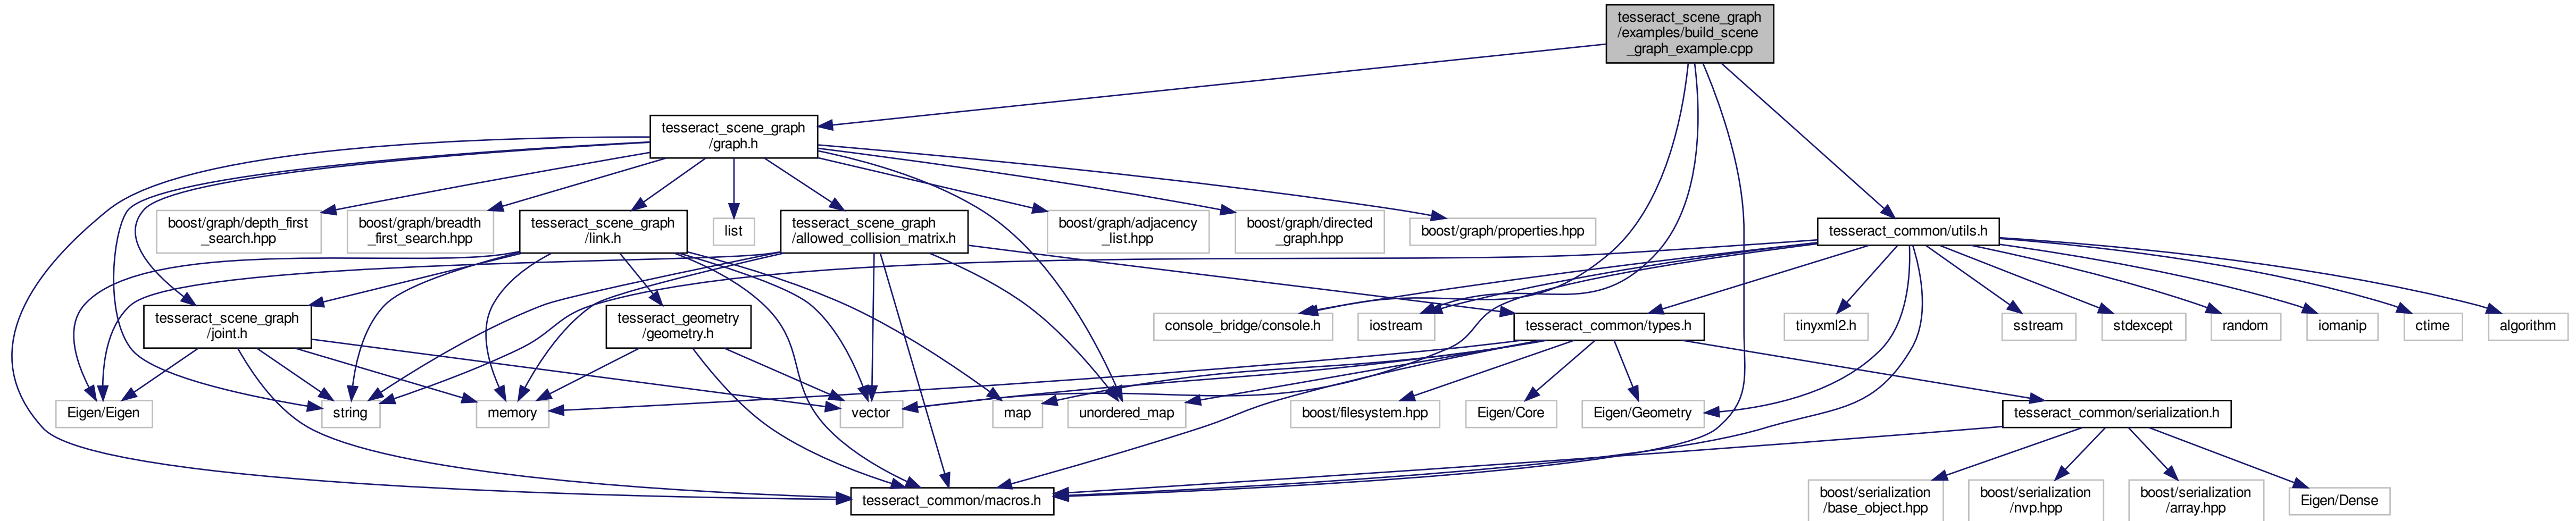 tesseract_scene_graph
/examples/build_scene
_graph_example.cpp
tesseract_scene_graph
/graph.h
boost/graph/depth_first
_search.hpp
boost/graph/breadth
_first_search.hpp
tesseract_scene_graph
/link.h
list
tesseract_scene_graph
/allowed_collision_matrix.h
boost/graph/adjacency
_list.hpp
boost/graph/directed
_graph.hpp
boost/graph/properties.hpp
tesseract_common/utils.h
tesseract_scene_graph
/joint.h
tesseract_geometry
/geometry.h
console_bridge/console.h
iostream
tesseract_common/types.h
tinyxml2.h
sstream
stdexcept
random
iomanip
ctime
algorithm
Eigen/Eigen
string
memory
vector
map
unordered_map
boost/filesystem.hpp
Eigen/Core
Eigen/Geometry
tesseract_common/serialization.h
tesseract_common/macros.h
boost/serialization
/base_object.hpp
boost/serialization
/nvp.hpp
boost/serialization
/array.hpp
Eigen/Dense